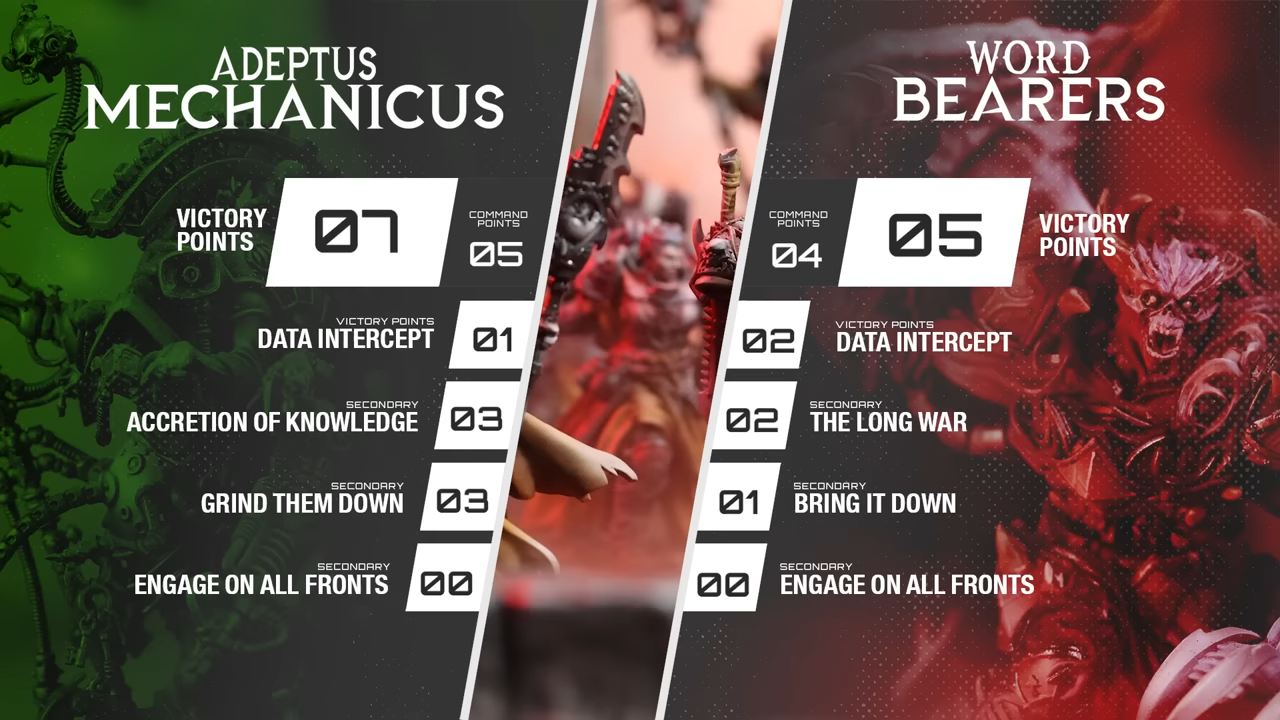 ADEPTUS
MECHANICUS
VICTORY
POINTS
07
COMMAND
POINTS
05
VICTORY POINTS
DATA INTERCEPT
01
SECONDARY
ACCRETION OF KNOWLEDGE
03
SECONDARY
GRIND THEM DOWN
03
SECONDARY
ENGAGE ON ALL FRONTS
00
WORD
BEARERS
COMMAND
POINTS
04
05
VICTORY
POINTS
02
VICTORY POINTS
DATA INTERCEPT
02
SECONDARY
THE LONG WAR
01
SECONDARY
BRING IT DOWN
00
SECONDARY
ENGAGE ON ALL FRONTS